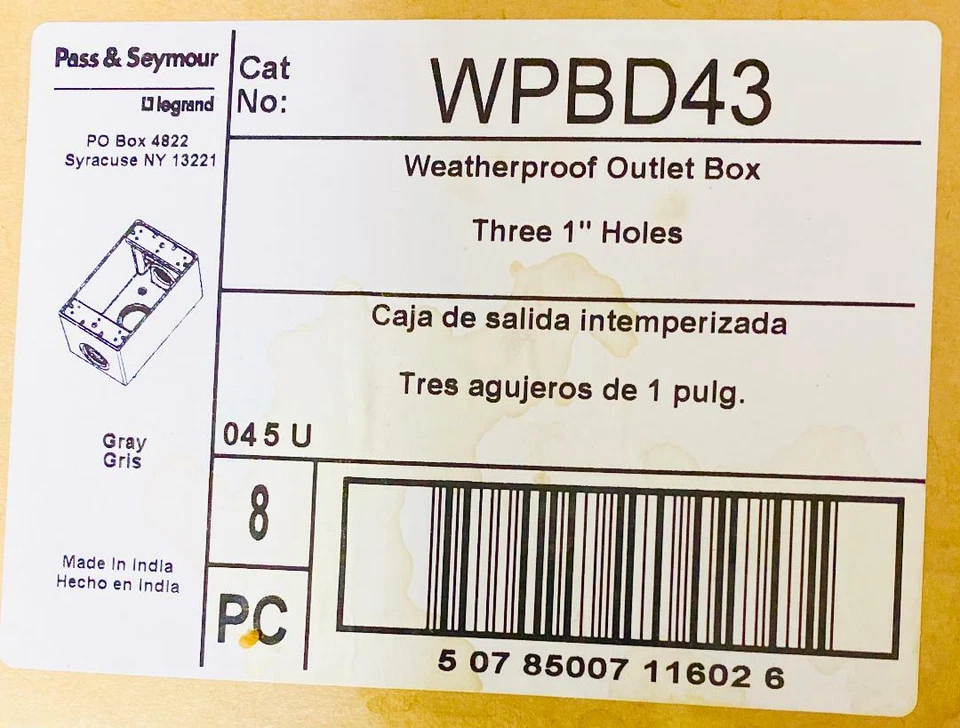 Pass & Seymour
legrand
PO Box 4822
Syracuse NY 13221
Cat
No:
WPBD43
Weatherproof Outlet Box
Three 1" Holes
Caja de salida intemperizada
Tres agujeros de 1 pulg.
045 U
Gray
Gris
8
Made In India
Hecho en India
PC
5 07 85007 11602 6